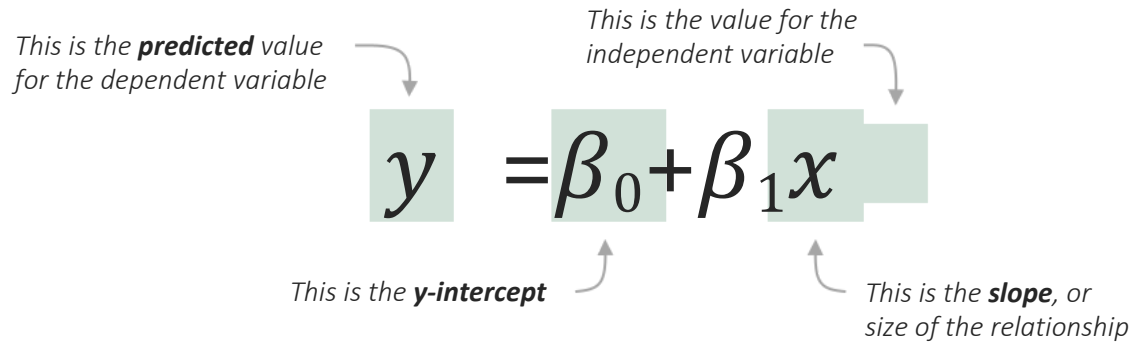 This is the predicted value
for the dependent variable
This is the value for the
independent variable
y =β₀+β₁x
This is the y-intercept
This is the slope, or
size of the relationship